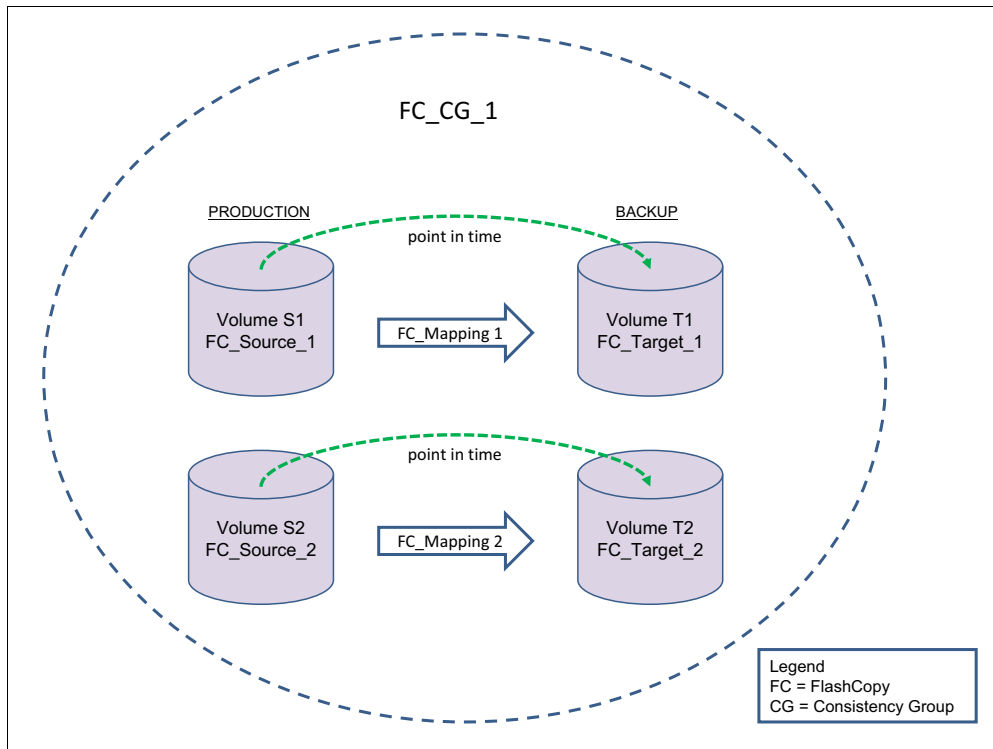 FC_CG_1
PRODUCTION
BACKUP
point in time
Volume S1
FC_Source_1
FC_Mapping 1
Volume T1
FC_Target_1
point in time
Volume S2
FC_Source_2
FC_Mapping 2
Volume T2
FC_Target_2
Legend
FC = FlashCopy
CG = Consistency Group